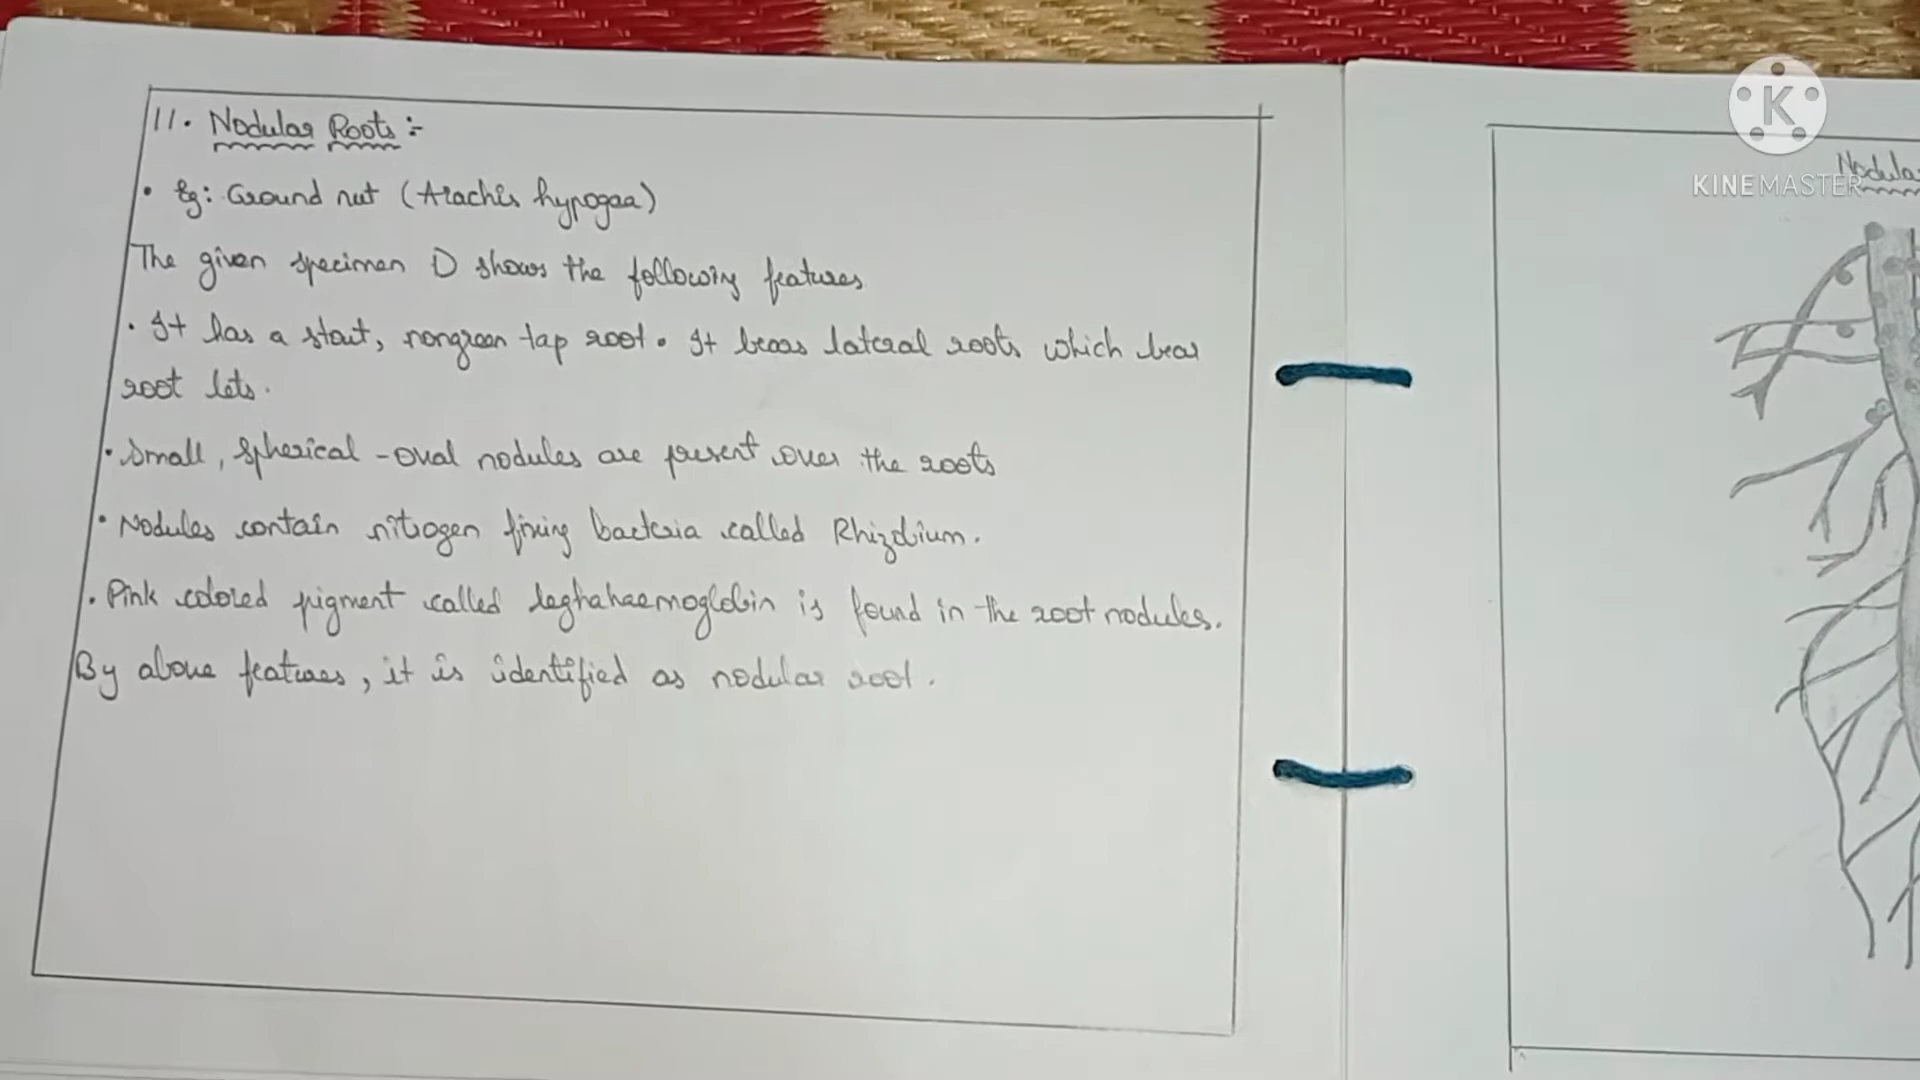 11. Nodular Roots :-
• Eg: Ground nut (Arachis hypogaa)
The given specimen D shows the following features
• It has a stout, nongreen tap root. It bears lateral roots which bear
root lets.
• Small, Spherical - oval nodules are present over the roots
• Nodules contain nitrogen fixing bacteria called Rhizobium.
• Pink colored pigment called leghahaemoglobin is found in the root nodules.
By above features, it is identified as nodular root.
Nodula
K
KINEMASTER